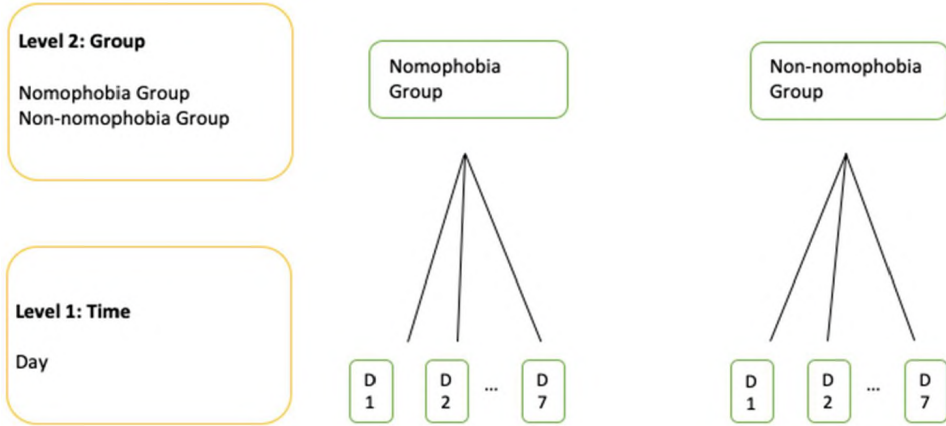 Level 2: Group
Nomophobia Group
Non-nomophobia Group
Nomophobia
Group
Non-nomophobia
Group
Level 1: Time
Day
D
1
D
2
...
D
7
D
1
D
2
...
D
7